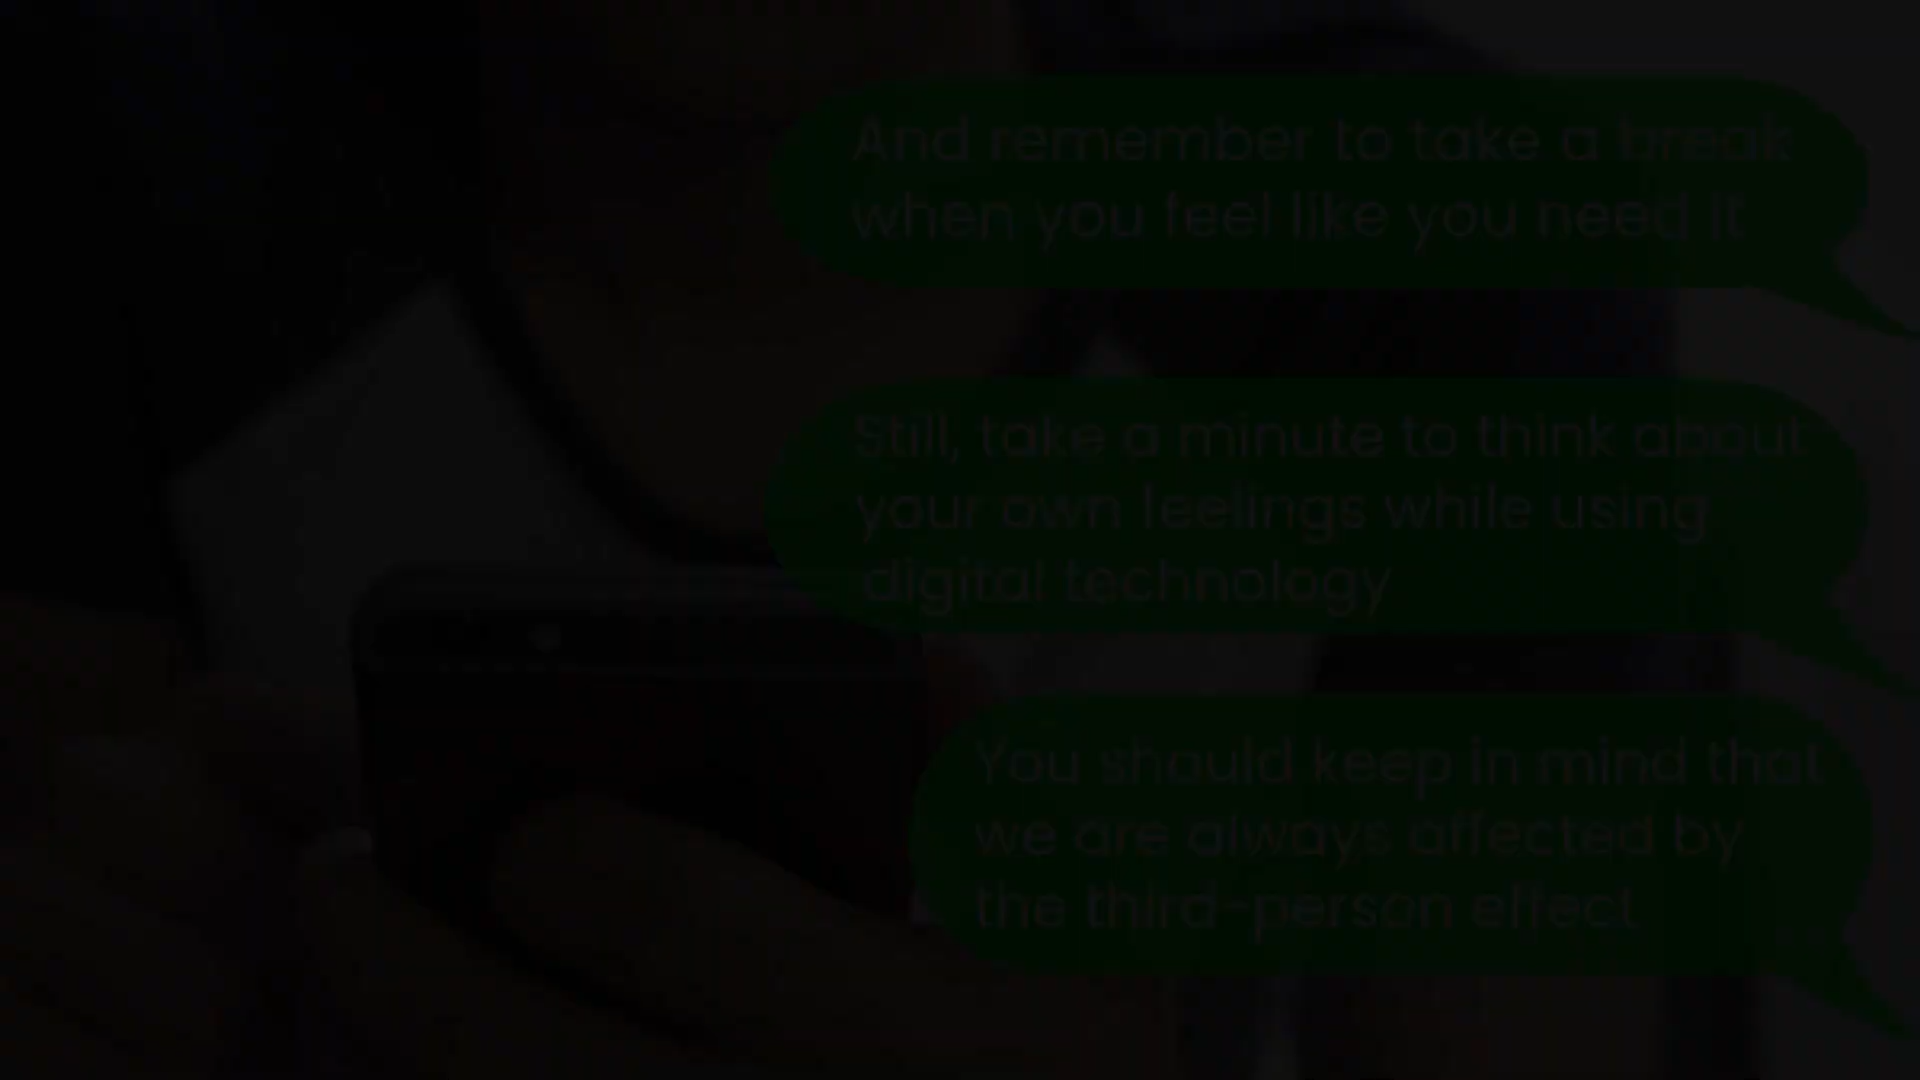 And remember to take a break
when you feel like you need it
Still, take a minute to think about
your own feelings while using
digital technology
You should keep in mind that
we are always affected by
the third-person effect